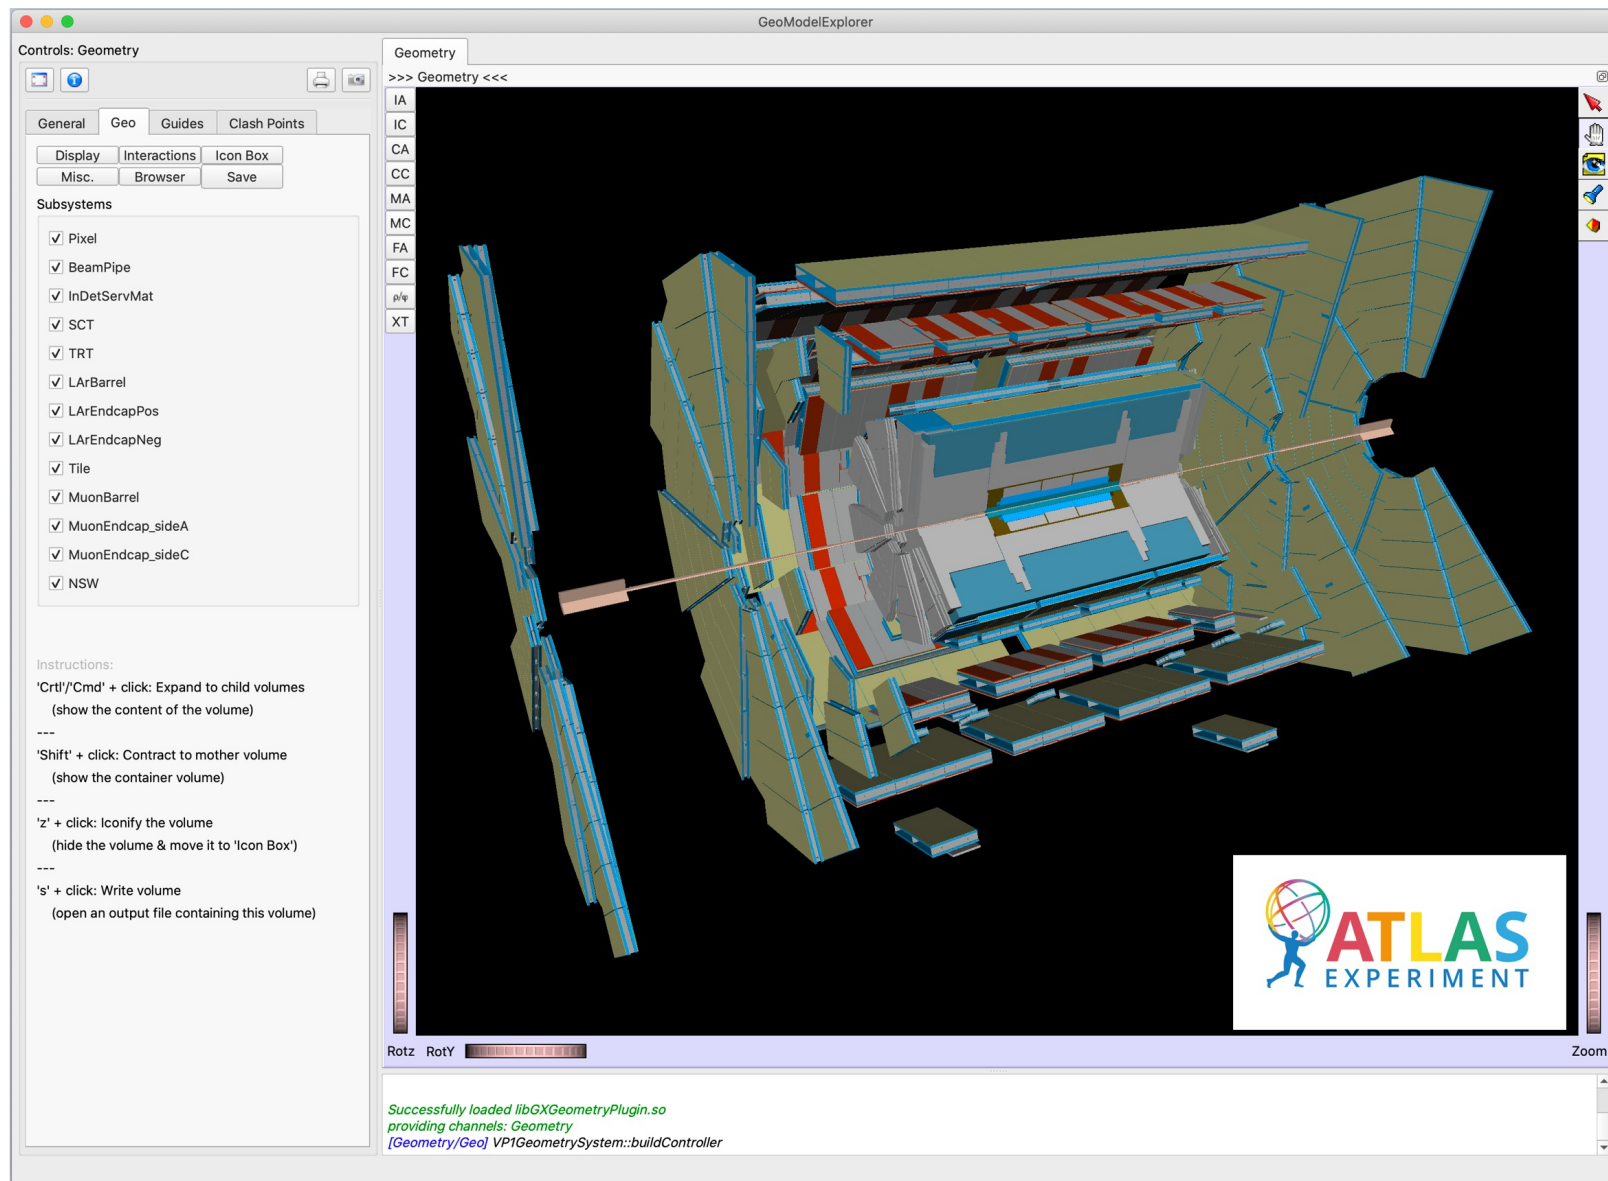 GeoModelExplorer
Controls: Geometry
General Geo Guides Clash Points
Display Interactions Icon Box
Misc. Browser Save
Subsystems
Pixel
BeamPipe
InDetServMat
SCT
TRT
LArBarrel
LArEndcapPos
LArEndcapNeg
Tile
MuonBarrel
MuonEndcap_sideA
MuonEndcap_sideC
NSW
Instructions:
'Crtl'/'Cmd' + click: Expand to child volumes
(show the content of the volume)
---
'Shift' + click: Contract to mother volume
(show the container volume)
---
'z' + click: Iconify the volume
(hide the volume & move it to 'Icon Box')
---
's' + click: Write volume
(open an output file containing this volume)
Geometry
>>> Geometry <<<
IA
IC
CA
CC
MA
MC
FA
FC
ρ/φ
XT
ATLAS
EXPERIMENT
Rotz RotY Zoom
Successfully loaded libGXGeometryPlugin.so
providing channels: Geometry
[Geometry/Geo] VP1GeometrySystem::buildController